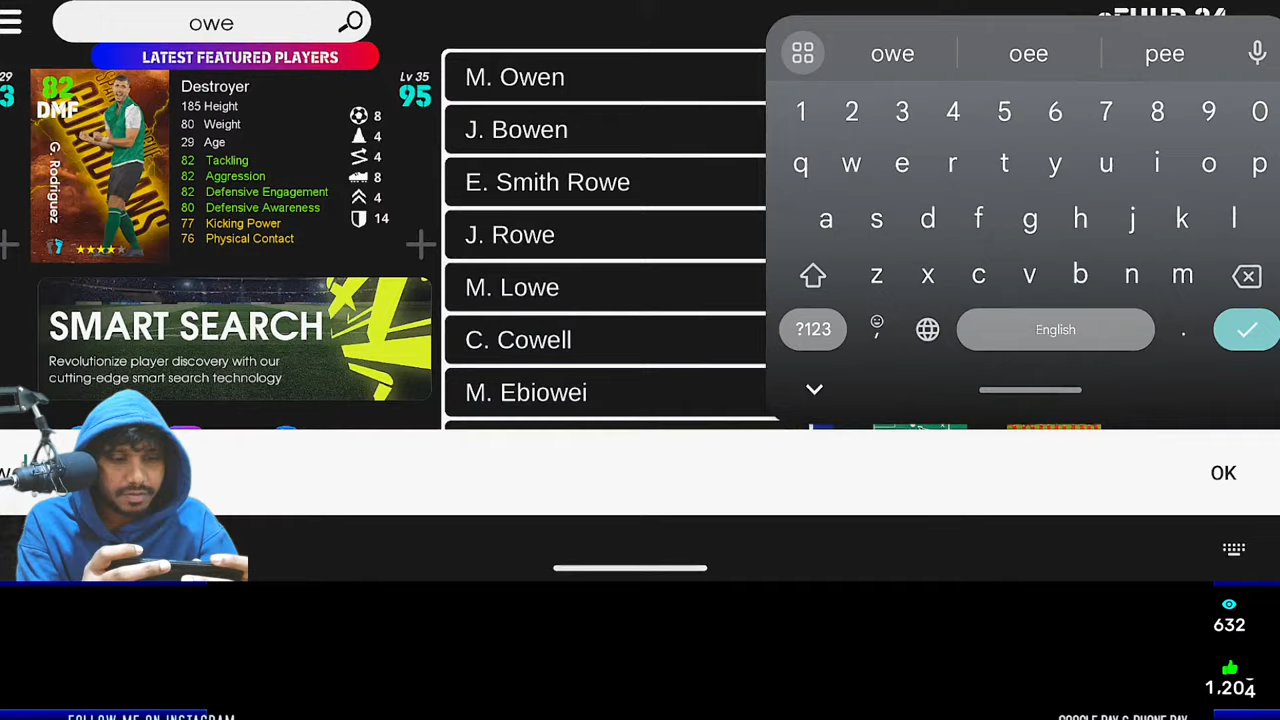 owe
LATEST FEATURED PLAYERS
29
3
82
DMF
G. Rodriguez
Destroyer
185 Height
80 Weight
29 Age
82 Tackling
82 Aggression
82 Defensive Engagement
80 Defensive Awareness
77 Kicking Power
76 Physical Contact
8
4
4
8
4
14
Lv 35
95
SMART SEARCH
Revolutionize player discovery with our
cutting-edge smart search technology
M. Owen
J. Bowen
E. Smith Rowe
J. Rowe
M. Lowe
C. Cowell
M. Ebiowei
owe oee pee
1 2 3 4 5 6 7 8 9 0
q w e r t y u i o p
a s d f g h j k l
z x c v b n m
?123 , English .
OK
632
1,204
FOLLOW ME ON INSTAGRAM